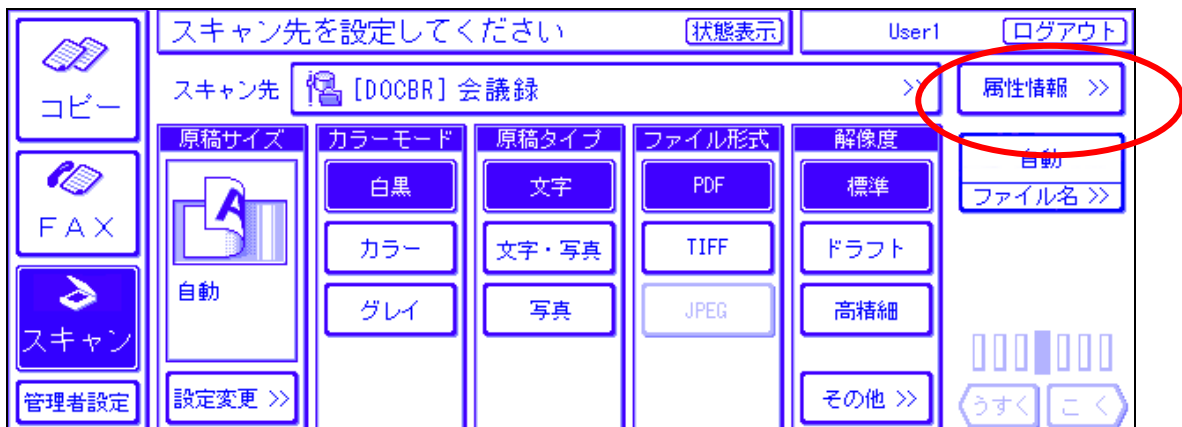 コピー
FAX
スキャン
管理者設定
スキャン先を設定してください
状態表示
User1
ログアウト
スキャン先
[DOCBR] 会議録 >>
属性情報 >>
原稿サイズ
自動
設定変更 >>
カラーモード
白黒
カラー
グレイ
原稿タイプ
文字
文字・写真
写真
ファイル形式
PDF
TIFF
JPEG
解像度
標準
ドラフト
高精細
その他 >>
自動
ファイル名 >>
うすく
こく